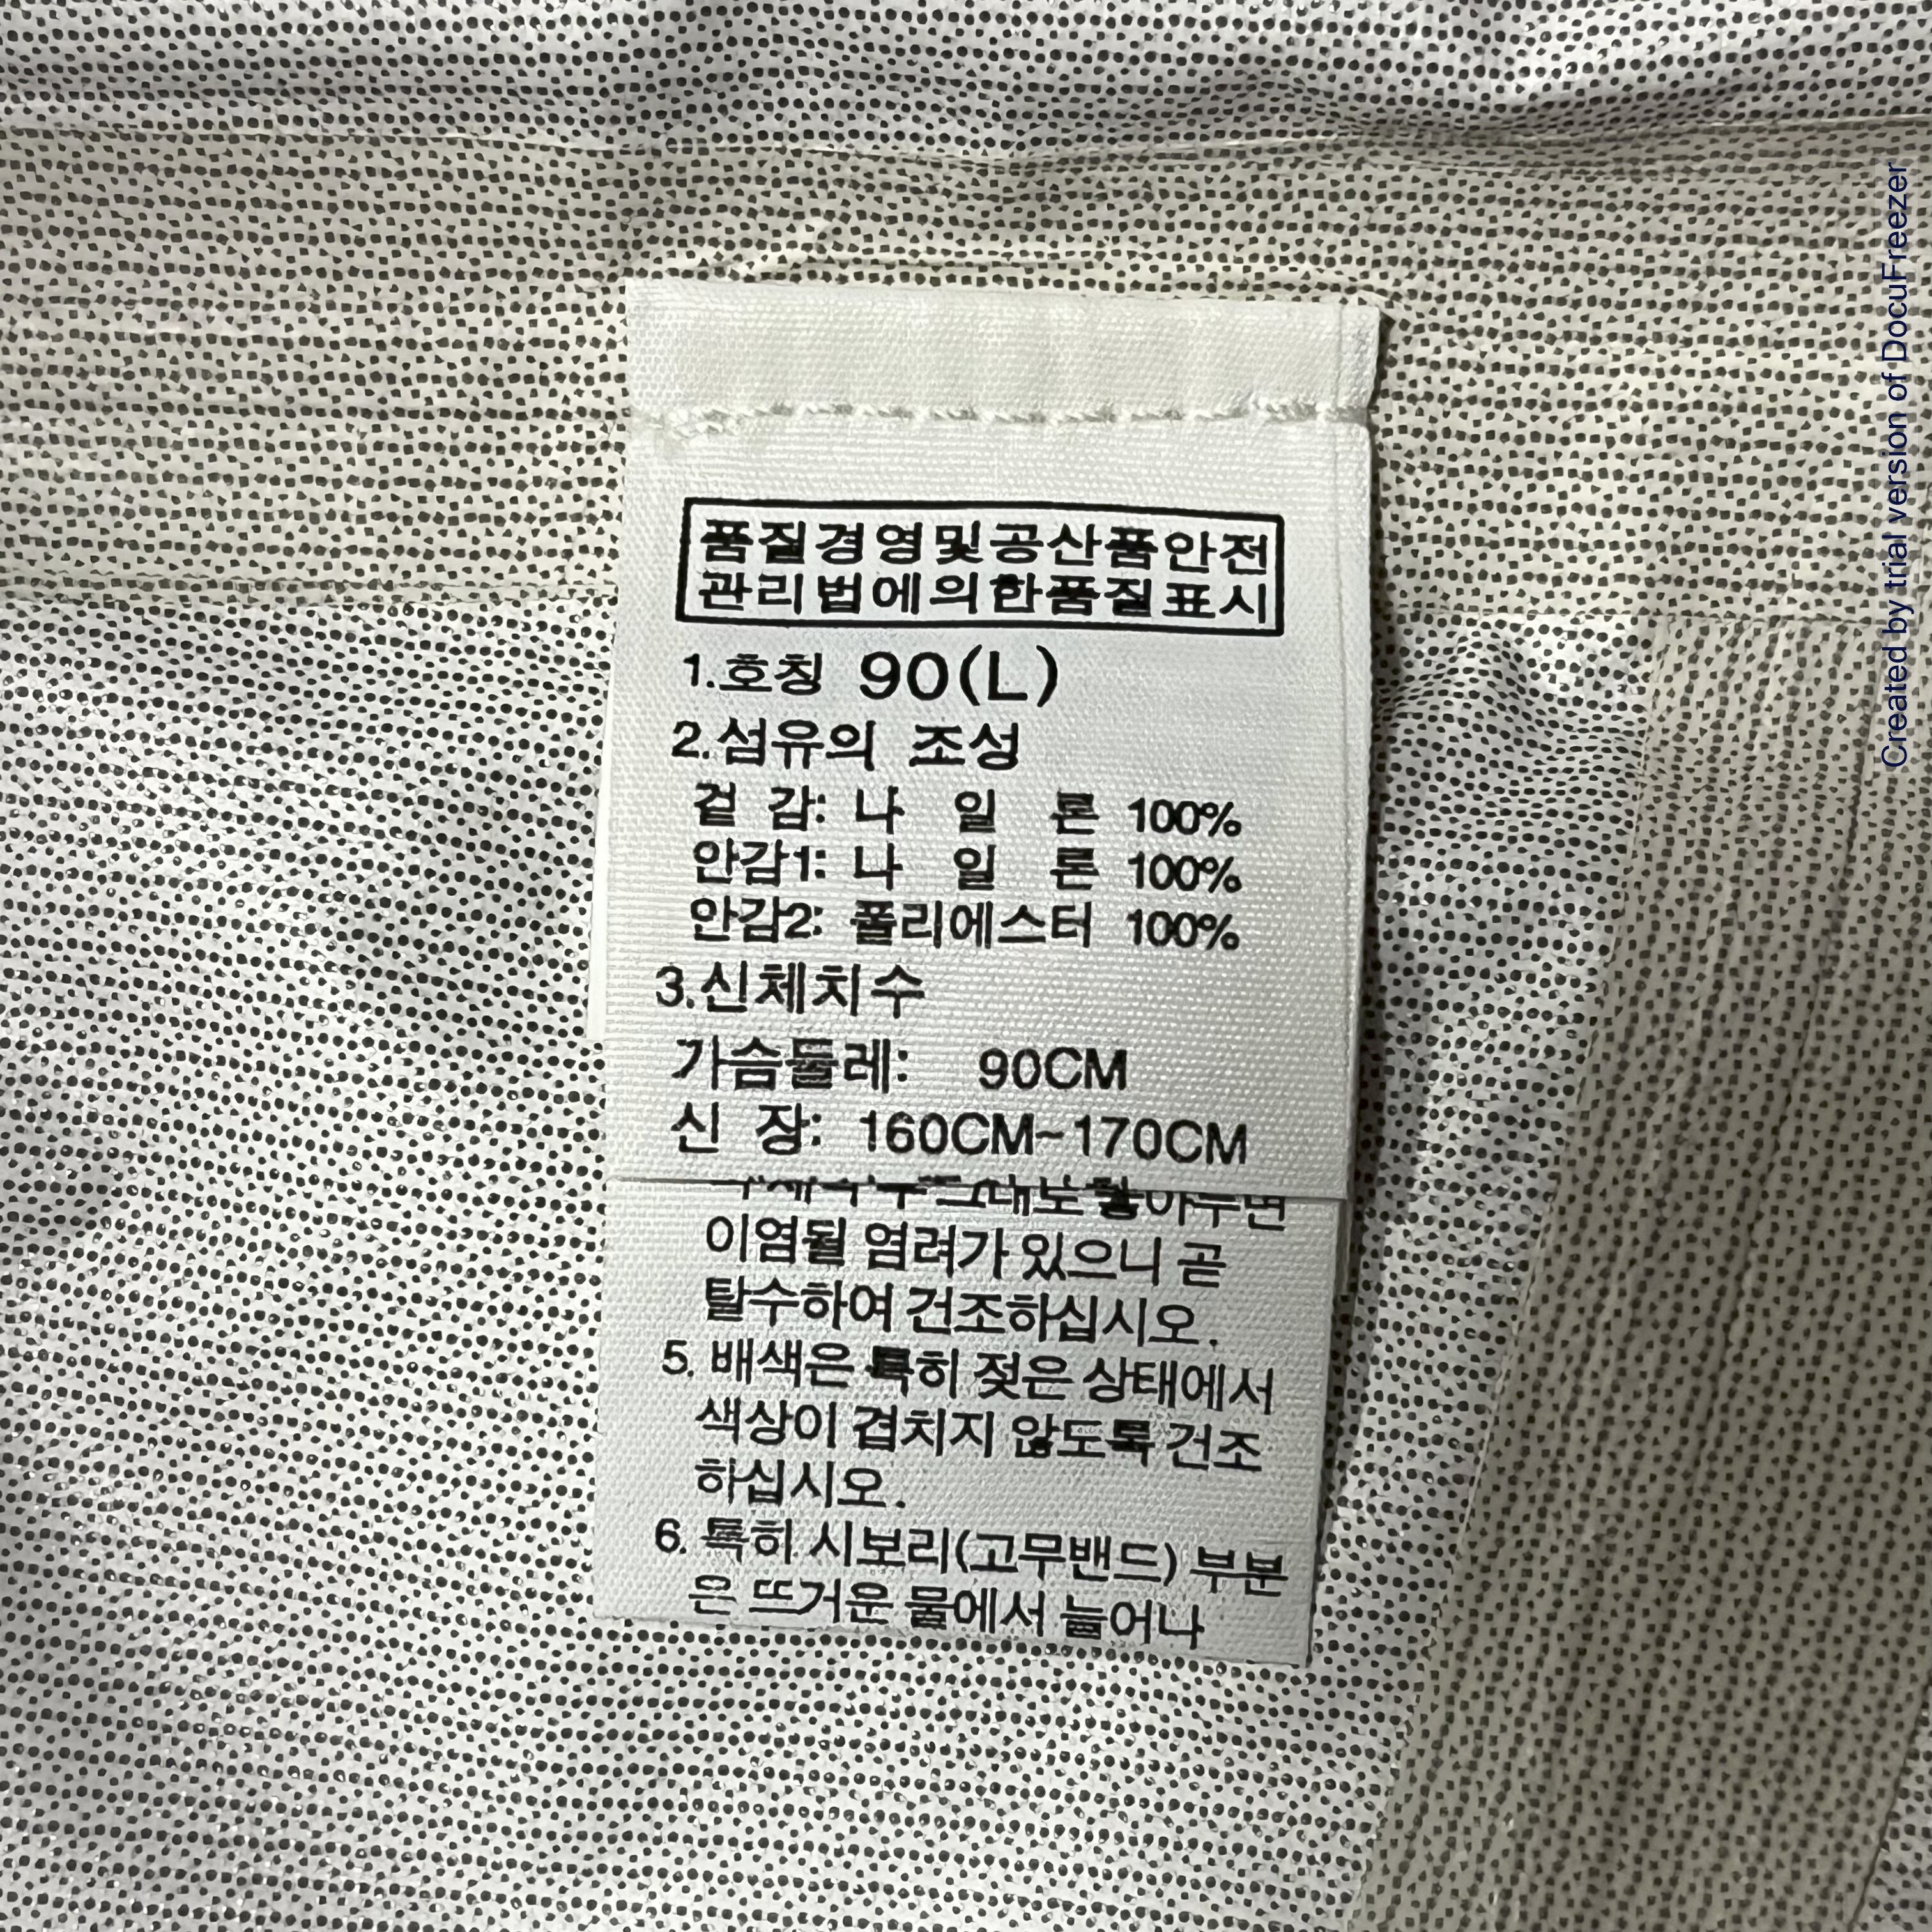 품질경영및공산품안전
관리법에의한품질표시
1.호칭 90(L)
2.섬유의 조성
겉 감: 나 일 론 100%
안감1: 나 일 론 100%
안감2: 폴리에스터 100%
3.신체치수
가슴둘레: 90CM
신 장: 160CM~170CM
이염될 염려가 있으니 곧
탈수하여 건조하십시오.
5. 배색은 특히 젖은 상태에서
색상이 겹치지 않도록 건조
하십시오.
6. 특히 시보리(고무밴드) 부분
은 뜨거운 물에서 늘어나
Created by trial version of DocuFreezer